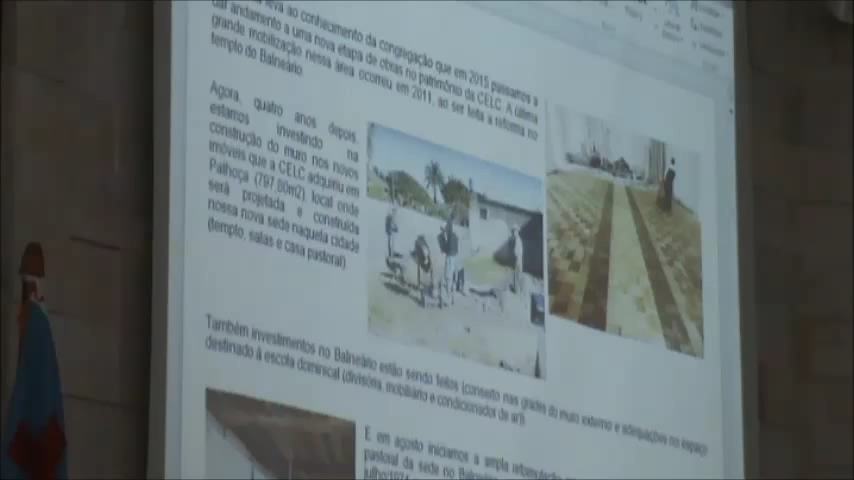 leva ao conhecimento da congregação que em 2015 passamos a
dar andamento a uma nova etapa de obras no patrimônio da CELC. A última
grande mobilização nessa área ocorreu em 2011, ao ser feita a reforma no
templo do Balneário.
Agora, quatro anos depois,
estamos investindo na
construção do muro nos novos
imóveis que a CELC adquiriu em
Palhoça (797,00m2), local onde
será projetada e construída
nossa nova sede naquela cidade
(templo, salas e casa pastoral).
Também investimentos no Balneário estão sendo feitos (conserto nas grades do muro externo e adequações no espaço
destinado à escola dominical (divisória, mobiliário e condicionador de ar)).
E em agosto iniciamos a ampla
pastoral da sede no